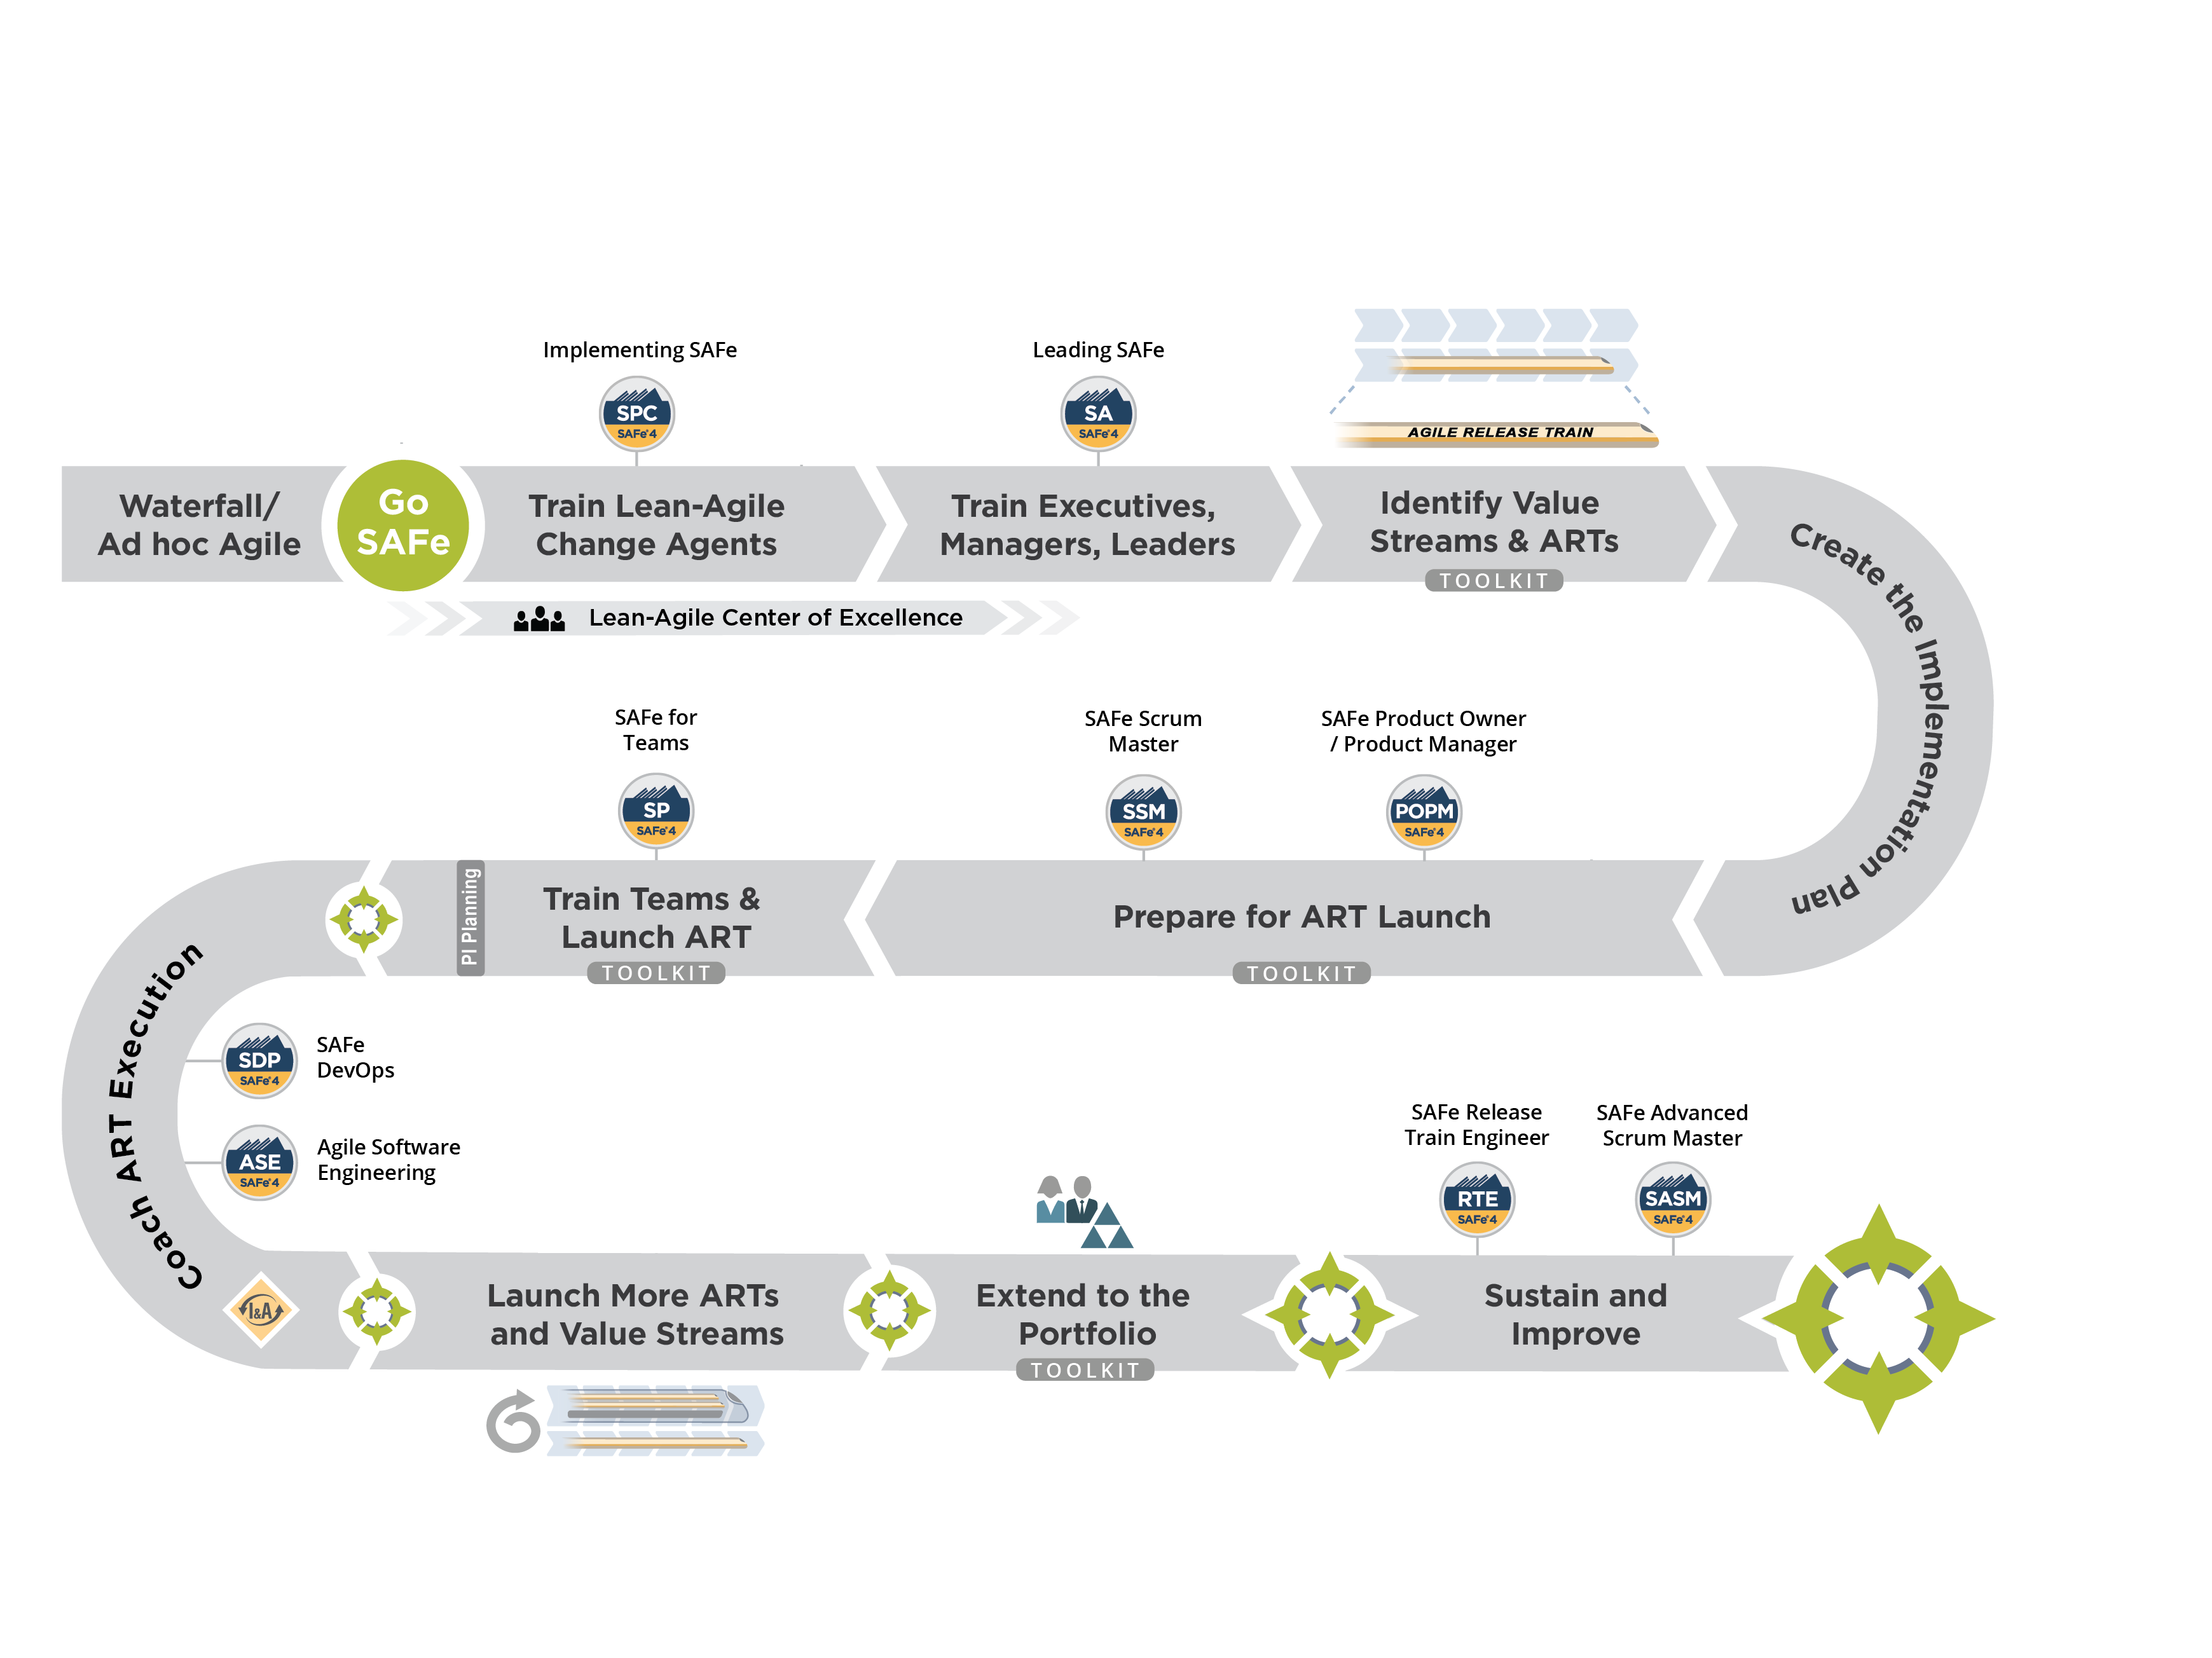 Implementing SAFe
SPC
SAFe®4
Leading SAFe
SA
SAFe®4
AGILE RELEASE TRAIN
Waterfall/
Ad hoc Agile
Go
SAFe
Train Lean-Agile
Change Agents
Train Executives,
Managers, Leaders
Identify Value
Streams & ARTs
TOOLKIT
Create the Implementation Plan
Lean-Agile Center of Excellence
SAFe for
Teams
SP
SAFe®4
SAFe Scrum
Master
SSM
SAFe®4
SAFe Product Owner
/ Product Manager
POPM
SAFe®4
Prepare for ART Launch
TOOLKIT
Train Teams &
Launch ART
TOOLKIT
PI Planning
Coach ART Execution
SDP
SAFe®4
SAFe
DevOps
ASE
SAFe®4
Agile Software
Engineering
I&A
Launch More ARTs
and Value Streams
Extend to the
Portfolio
TOOLKIT
SAFe Release
Train Engineer
RTE
SAFe®4
SAFe Advanced
Scrum Master
SASM
SAFe®4
Sustain and
Improve